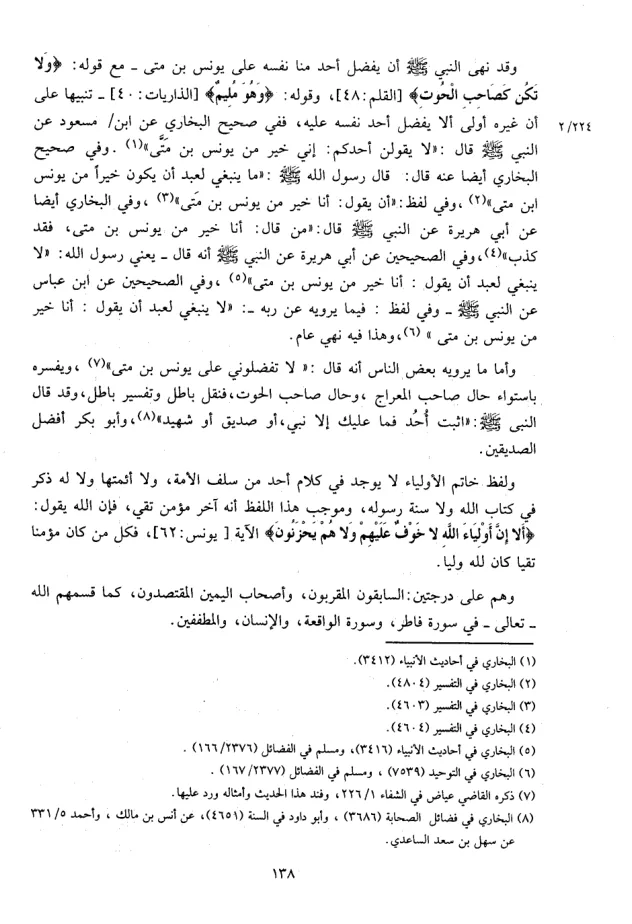 وقد نهى النبي ﷺ أن يفضل أحد منا نفسه على يونس بن متى ـ مع قوله: ﴿وَلَا
تَكُن كَصَاحِبِ الْحُوتِ﴾ [القلم:٤٨]، وقوله: ﴿وَهُوَ مُلِيمٌ﴾ [الذاريات:٤٠] ـ تنبيها على
٢/٢٢٤ أن غيره أولى ألا يفضل أحد نفسه عليه، ففي صحيح البخاري عن ابن/ مسعود عن
النبي ﷺ قال :«لا يقولن أحدكم: إني خير من يونس بن مَتَّى»(١) .وفي صحيح
البخاري أيضا عنه قال: قال رسول الله ﷺ :«ما ينبغي لعبد أن يكون خيراً من يونس
ابن متى»(٢) ،وفي لفظ:«أن يقول: أنا خير من يونس بن مَتى»(٣) ،وفي البخاري أيضا
عن أبي هريرة عن النبي ﷺ قال:«من قال: أنا خير من يونس بن متى، فقد
كذب»(٤)،وفي الصحيحين عن أبي هريرة عن النبي ﷺ أنه قال ـ يعني رسول الله: «لا
ينبغي لعبد أن يقول : أنا خير من يونس بن متى»(٥) ،وفي الصحيحين عن ابن عباس
عن النبي ﷺ ـ وفي لفظ : فيما يرويه عن ربه ـ: «لا ينبغي لعبد أن يقول : أنا خير
من يونس بن متى » (٦)،وهذا فيه نهي عام.
وأما ما يرويه بعض الناس أنه قال :« لا تفضلوني على يونس بن متى»(٧) ،ويفسره
باستواء حال صاحب المعراج ،وحال صاحب الحوت،فنقل باطل وتفسير باطل،وقد قال
النبي ﷺ:«اثبت أُحُد فما عليك إلا نبي،أو صديق أو شهيد»(٨)،وأبو بكر أفضل
الصديقين.
ولفظ خاتم الأولياء لا يوجد في كلام أحد من سلف الأمة، ولا أئمتها ولا له ذكر
في كتاب الله ولا سنة رسوله، وموجب هذا اللفظ أنه آخر مؤمن تقي، فإن الله يقول:
﴿أَلا إِنَّ أَوْلِيَاءَ اللَّهِ لا خَوْفٌ عَلَيْهِمْ وَلا هُمْ يَحْزَنُونَ﴾ الآية [ يونس:٦٢]، فكل من كان مؤمنا
تقيا كان لله وليا.
وهم على درجتين:السابقون المقربون، وأصحاب اليمين المقتصدون، كما قسمهم الله
ـ تعالى ـ في سورة فاطر، وسورة الواقعة، والإنسان، والمطففين.
(١) البخاري في أحاديث الأنبياء (٣٤١٢).
(٢) البخاري في التفسير (٤٨٠٤).
(٣) البخاري في التفسير (٤٦٠٣).
(٤) البخاري في التفسير (٤٦٠٤).
(٥) البخاري في أحاديث الأنبياء (٣٤١٦)، ومسلم في الفضائل (١٦٦/٢٣٧٦) .
(٦) البخاري في التوحيد (٧٥٣٩) ، ومسلم في الفضائل (١٦٧/٢٣٧٧) .
(٧) ذكره القاضي عياض في الشفاء ٢٢٦/١، وفند هذا الحديث وأمثاله ورد عليها.
(٨) البخاري في فضائل الصحابة (٣٦٨٦) ، وأبو داود في السنة (٤٦٥١)، عن أنس بن مالك ، وأحمد ٣٣١/٥
عن سهل بن سعد الساعدي.
١٣٨